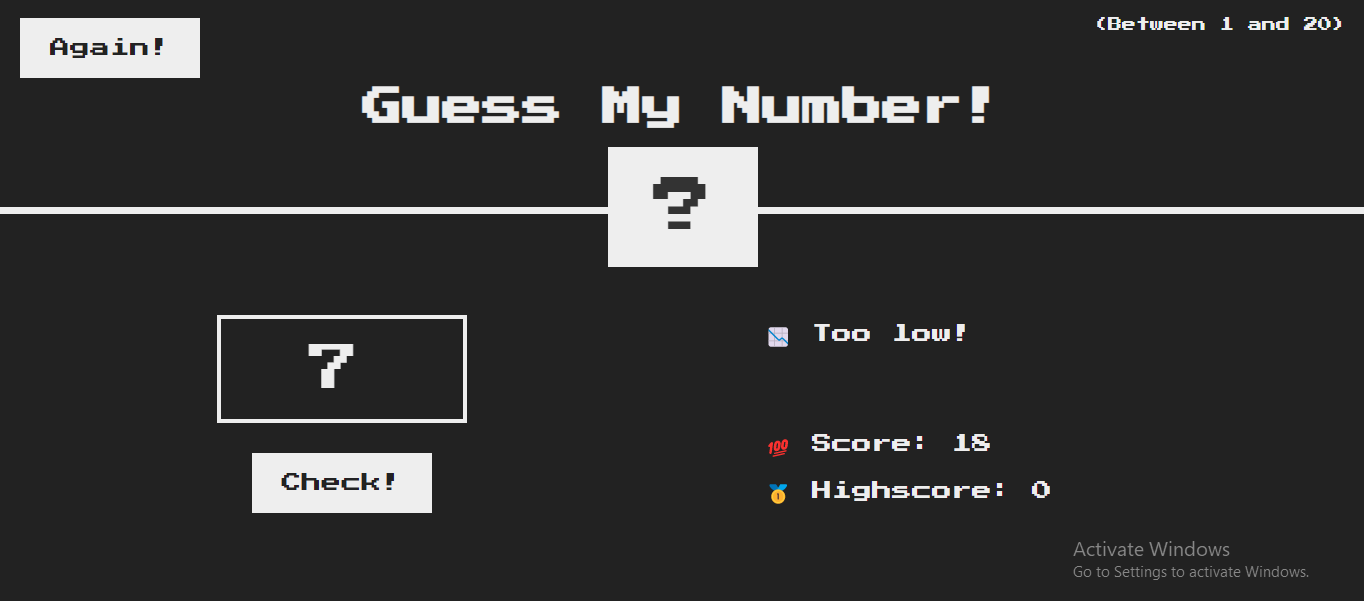 Again!
(Between 1 and 20)
Guess My Number!
?
7
Check!
📉 Too low!
💯 Score: 18
🥇 Highscore: 0
Activate Windows
Go to Settings to activate Windows.